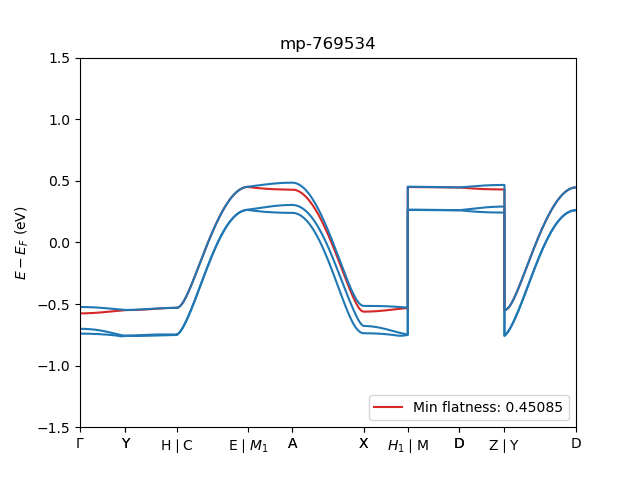 mp-769534
1.5
1.0
0.5
0.0
−0.5
−1.0
−1.5
E − E_F (eV)
Min flatness: 0.45085
Γ Y H | C E | M₁ A X H₁ | M D Z | Y D